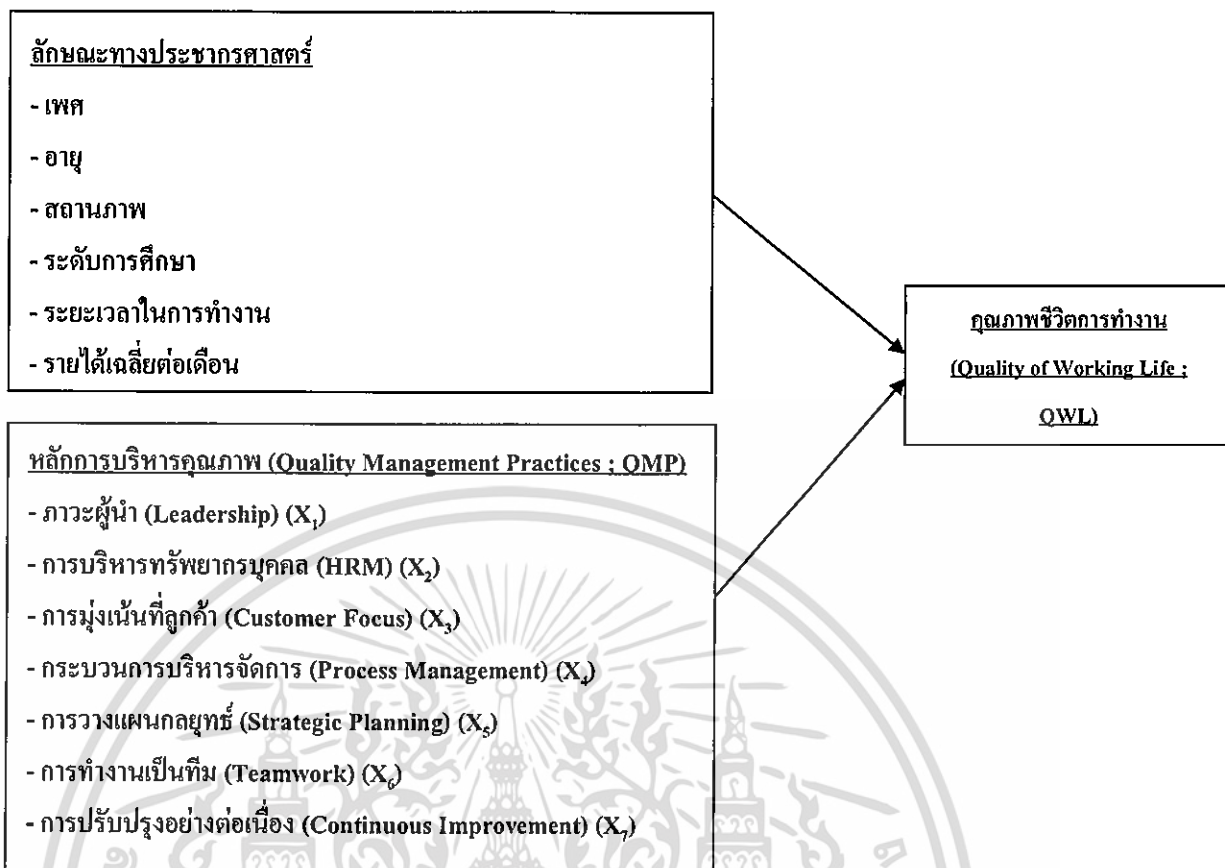 ลักษณะทางประชากรศาสตร์
- เพศ
- อายุ
- สถานภาพ
- ระดับการศึกษา
- ระยะเวลาในการทำงาน
- รายได้เฉลี่ยต่อเดือน
คุณภาพชีวิตการทำงาน
(Quality of Working Life ;
QWL)
หลักการบริหารคุณภาพ (Quality Management Practices ; QMP)
- ภาวะผู้นำ (Leadership) (X₁)
- การบริหารทรัพยากรบุคคล (HRM) (X₂)
- การมุ่งเน้นที่ลูกค้า (Customer Focus) (X₃)
- กระบวนการบริหารจัดการ (Process Management) (X₄)
- การวางแผนกลยุทธ์ (Strategic Planning) (X₅)
- การทำงานเป็นทีม (Teamwork) (X₆)
- การปรับปรุงอย่างต่อเนื่อง (Continuous Improvement) (X₇)